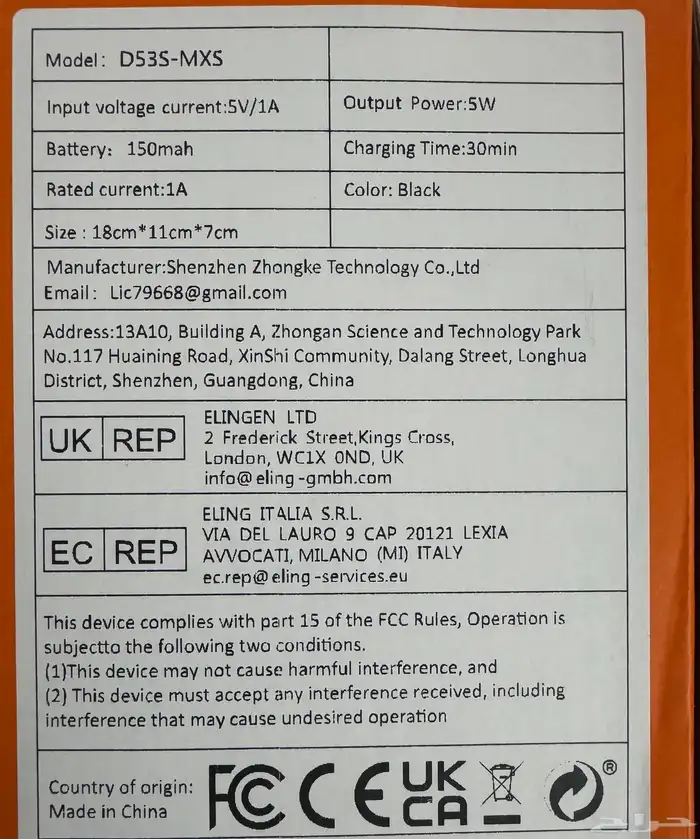 Model: D53S-MXS
Input voltage current:5V/1A
Output Power:5W
Battery: 150mah
Charging Time:30min
Rated current:1A
Color: Black
Size : 18cm*11cm*7cm
Manufacturer:Shenzhen Zhongke Technology Co.,Ltd
Email: Lic79668@gmail.com
Address:13A10, Building A, Zhongan Science and Technology Park
No.117 Huaining Road, XinShi Community, Dalang Street, Longhua
District, Shenzhen, Guangdong, China
UK REP
ELINGEN LTD
2 Frederick Street,Kings Cross,
London, WC1X 0ND, UK
info@eling-gmbh.com
EC REP
ELING ITALIA S.R.L.
VIA DEL LAURO 9 CAP 20121 LEXIA
AVVOCATI, MILANO (MI) ITALY
ec.rep@eling-services.eu
This device complies with part 15 of the FCC Rules, Operation is
subjectto the following two conditions.
(1)This device may not cause harmful interference, and
(2) This device must accept any interference received, including
interference that may cause undesired operation
Country of origin:
Made in China
FC CE UK
CA
®
حراج